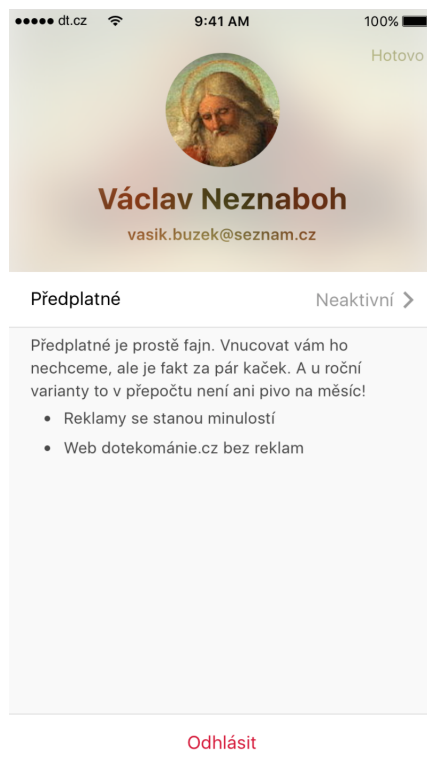 dt.cz 9:41 AM 100%
Hotovo
Václav Neznaboh
vasik.buzek@seznam.cz
Předplatné Neaktivní
Předplatné je prostě fajn. Vnucovat vám ho
nechceme, ale je fakt za pár kaček. A u roční
varianty to v přepočtu není ani pivo na měsíc!
• Reklamy se stanou minulostí
• Web dotekománie.cz bez reklam
Odhlásit